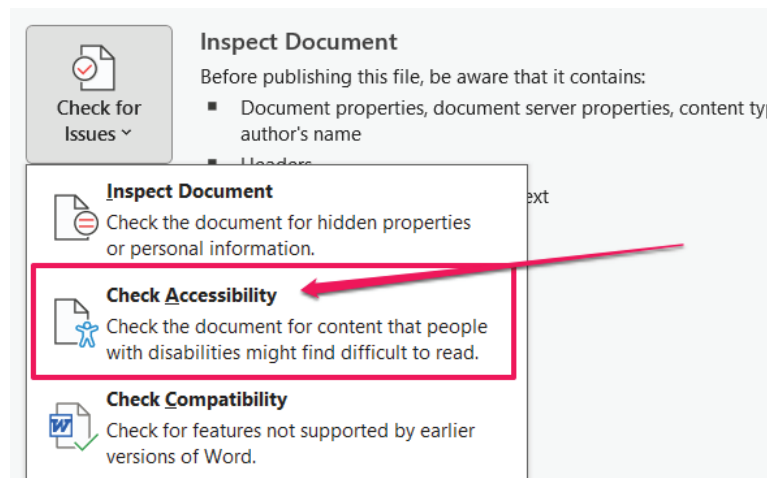 Inspect Document
Before publishing this file, be aware that it contains:
Check for
Issues
Document properties, document server properties, content
author's name
Headers
Inspect Document
Check the document for hidden properties
or personal information.
Check Accessibility
Check the document for content that people
with disabilities might find difficult to read.
Check Compatibility
Check for features not supported by earlier
versions of Word.